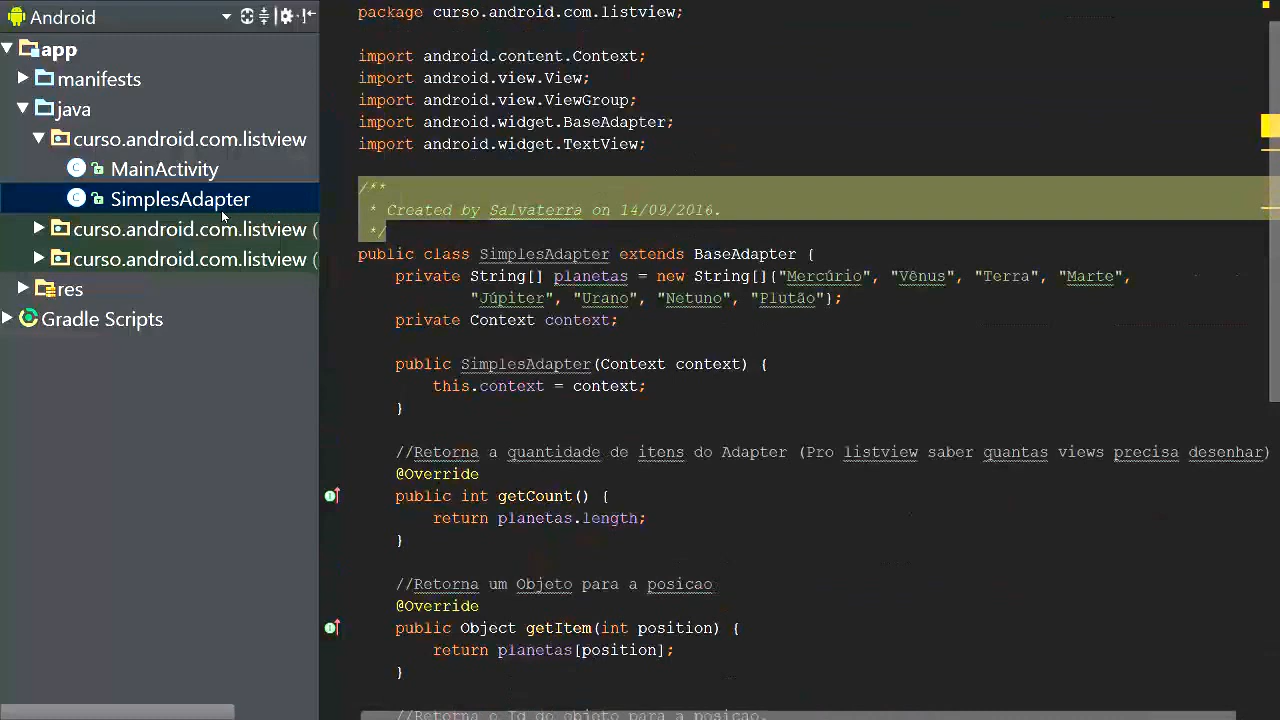 Android
app
manifests
java
curso.android.com.listview
MainActivity
SimplesAdapter
curso.android.com.listview (
curso.android.com.listview (
res
Gradle Scripts
package curso.android.com.listview;
import android.content.Context;
import android.view.View;
import android.view.ViewGroup;
import android.widget.BaseAdapter;
import android.widget.TextView;
/**
* Created by Salvaterra on 14/09/2016.
*/
public class SimplesAdapter extends BaseAdapter {
private String[] planetas = new String[]{"Mercúrio", "Vênus", "Terra", "Marte",
"Júpiter", "Urano", "Netuno", "Plutão"};
private Context context;
public SimplesAdapter(Context context) {
this.context = context;
}
//Retorna a quantidade de itens do Adapter (Pro listview saber quantas views precisa desenhar)
@Override
public int getCount() {
return planetas.length;
}
//Retorna um Objeto para a posicao
@Override
public Object getItem(int position) {
return planetas[position];
}
//Retorna o Id do objeto para a posicao.